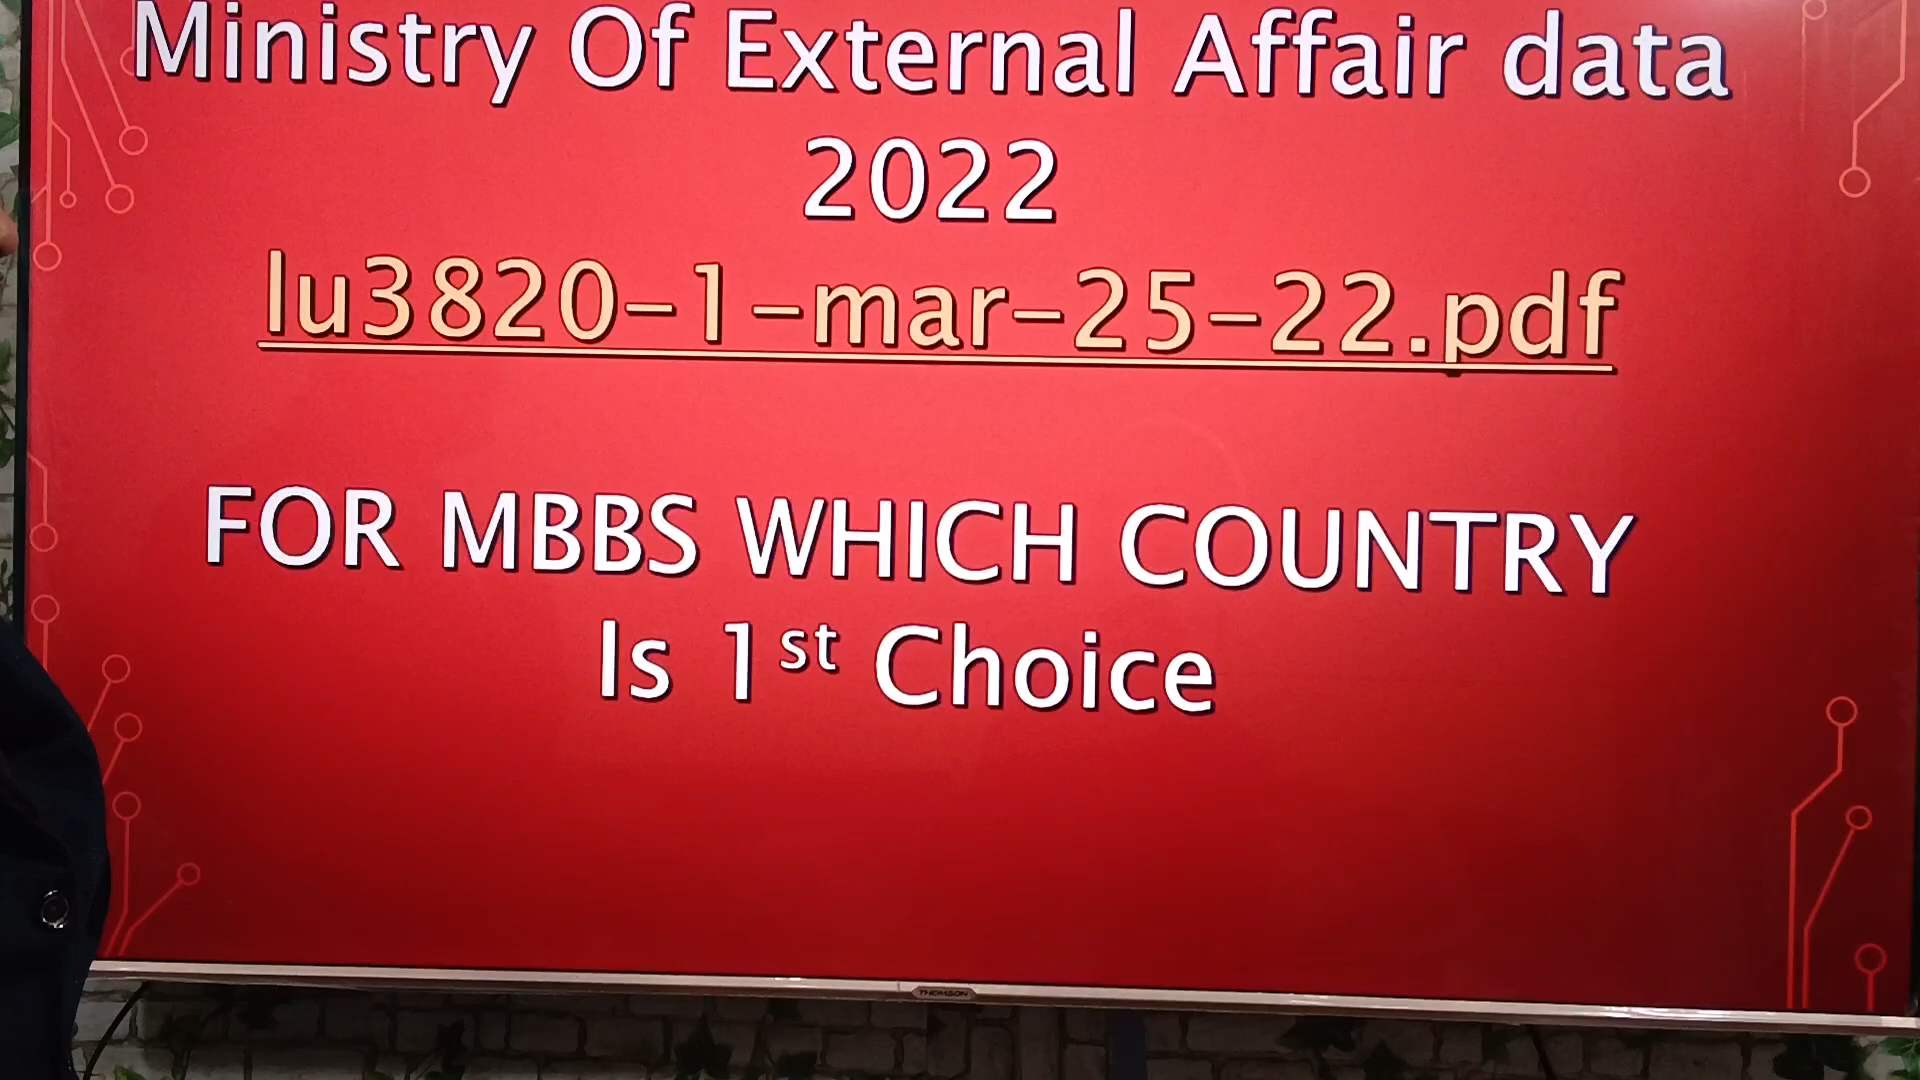 Ministry Of External Affair data
2022
lu3820-1-mar-25-22.pdf
FOR MBBS WHICH COUNTRY
Is 1st Choice
THOMSON